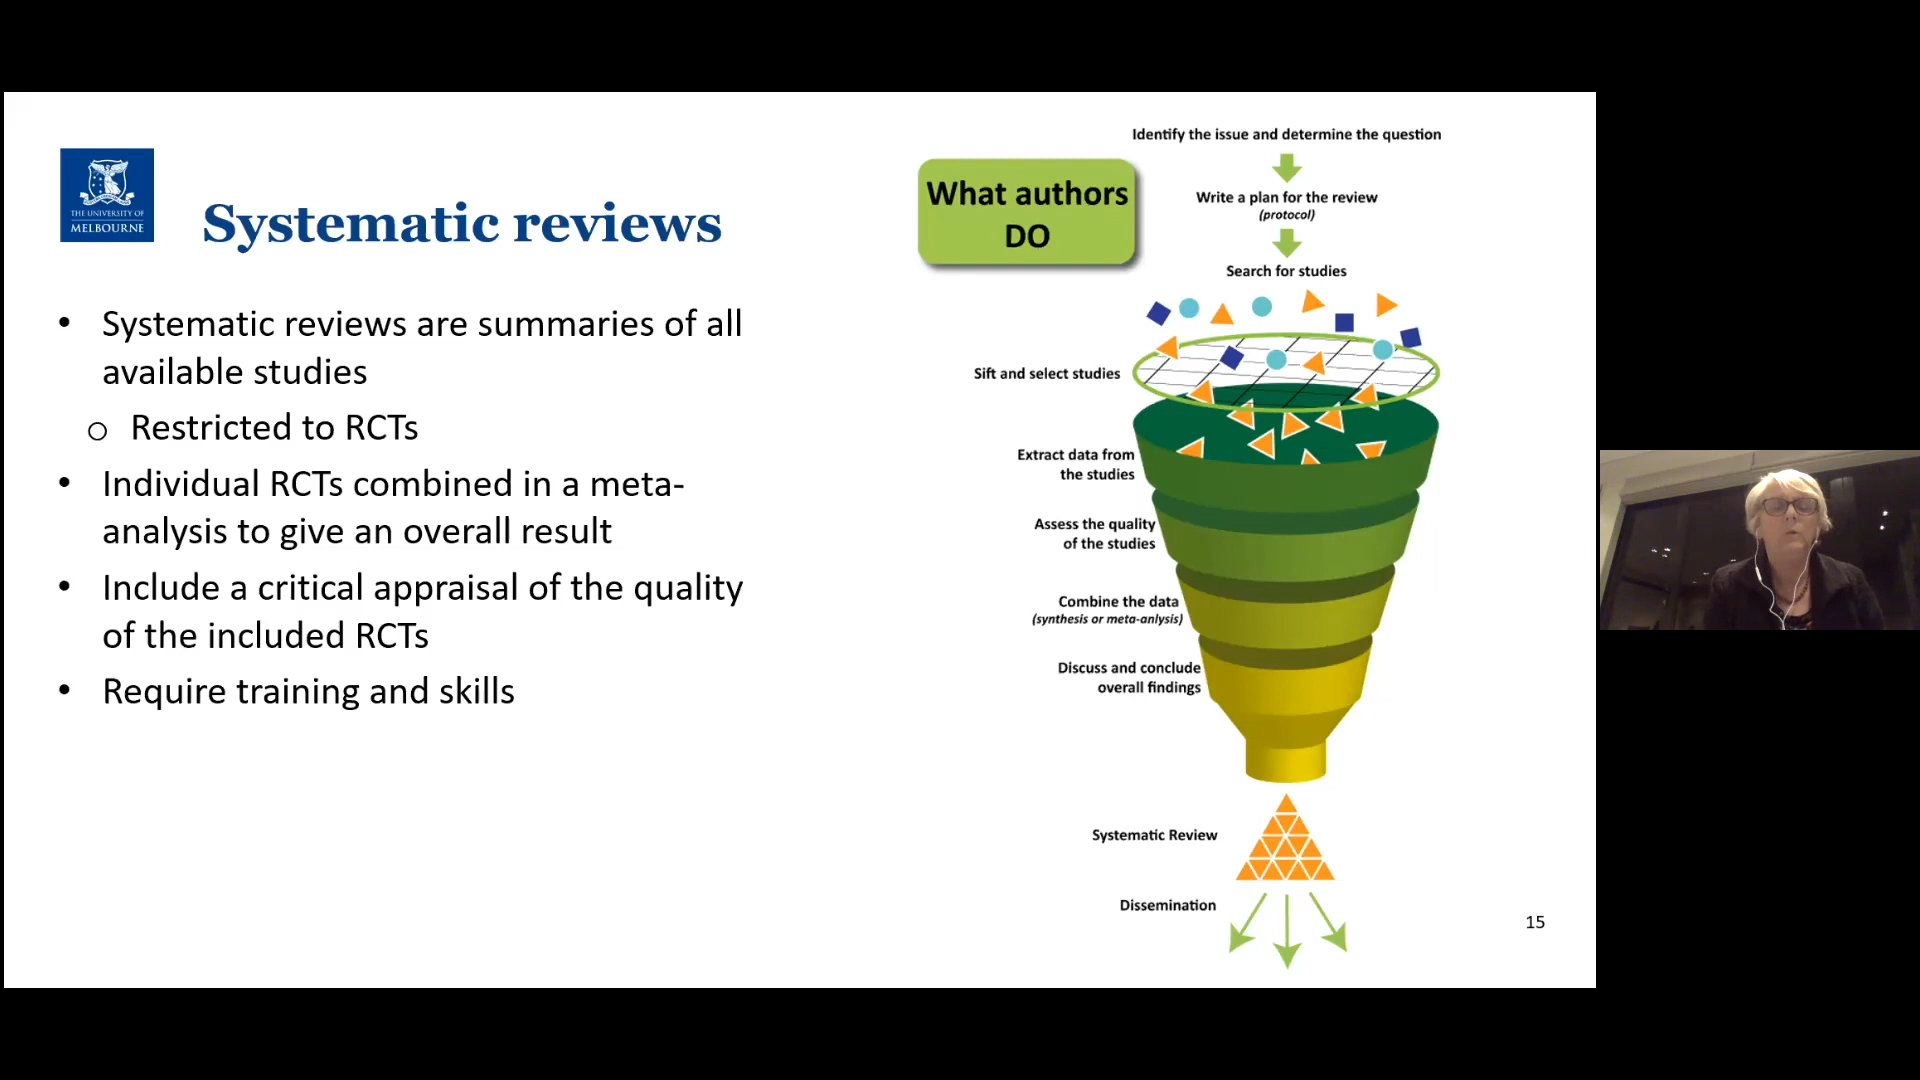 THE UNIVERSITY OF
MELBOURNE
Systematic reviews
• Systematic reviews are summaries of all
available studies
o Restricted to RCTs
• Individual RCTs combined in a meta-
analysis to give an overall result
• Include a critical appraisal of the quality
of the included RCTs
• Require training and skills
What authors
DO
Identify the issue and determine the question
Write a plan for the review
(protocol)
Search for studies
Sift and select studies
Extract data from
the studies
Assess the quality
of the studies
Combine the data
(synthesis or meta-anlysis)
Discuss and conclude
overall findings
Systematic Review
Dissemination
15